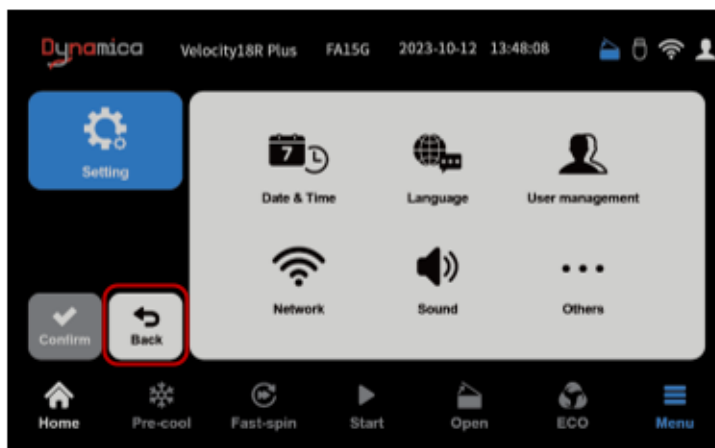 Dynamica Velocity18R Plus FA15G 2023-10-12 13:48:08
Setting
7
Date & Time Language User management
Network Sound Others
Confirm Back
Home Pre-cool Fast-spin Start Open ECO Menu